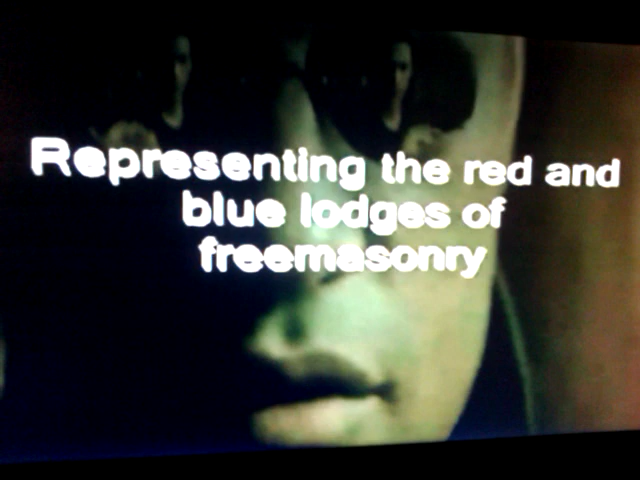 Representing the red and
blue lodges of
freemasonry